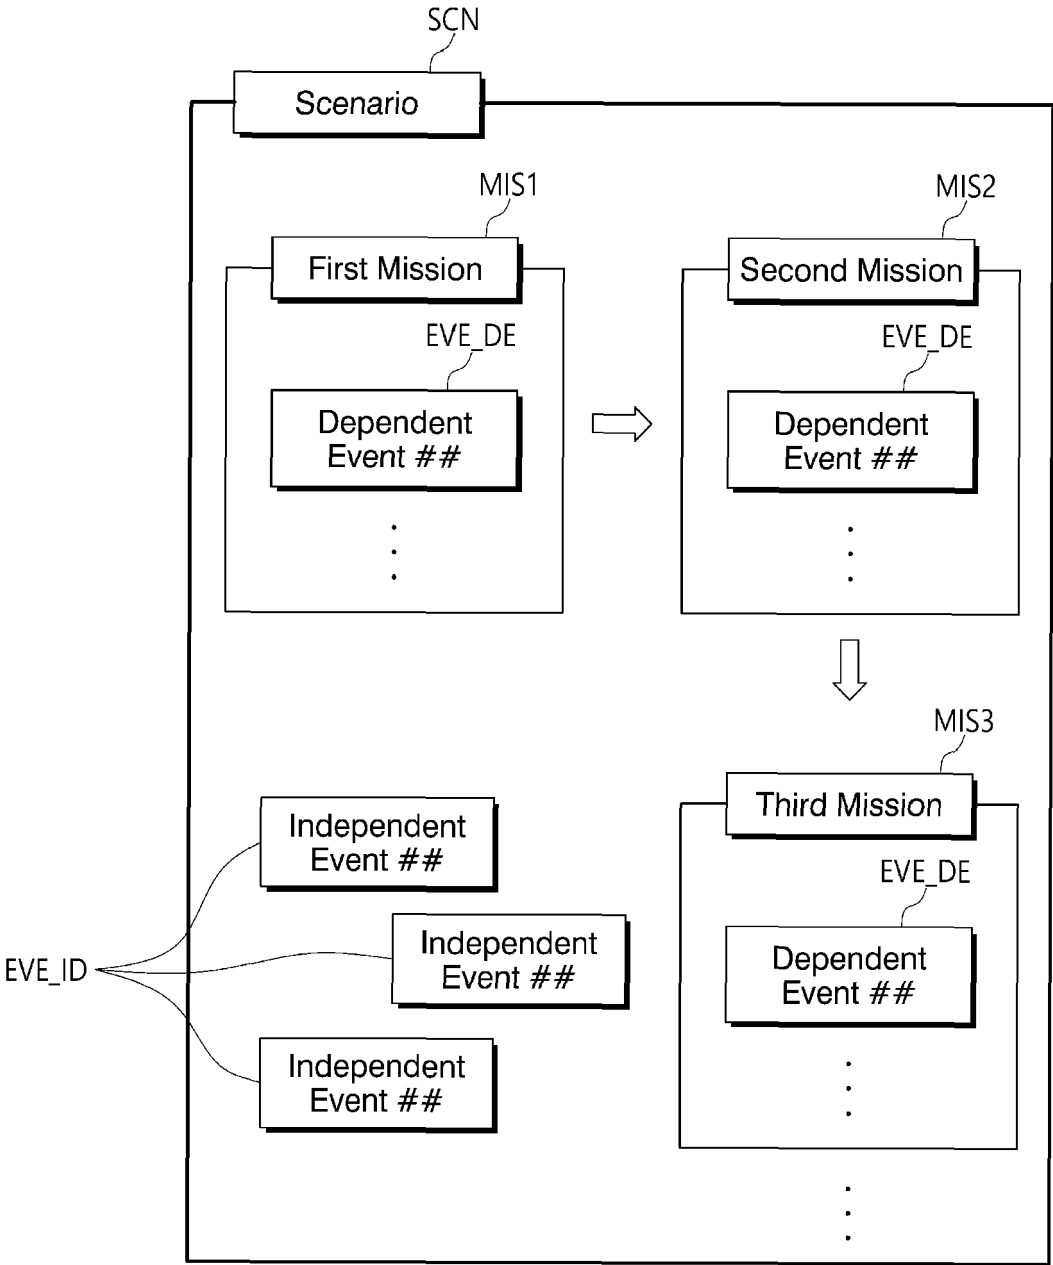 SCN
Scenario
MIS1
First Mission
EVE_DE
Dependent
Event ##
MIS2
Second Mission
EVE_DE
Dependent
Event ##
MIS3
Third Mission
EVE_DE
Dependent
Event ##
EVE_ID
Independent
Event ##
Independent
Event ##
Independent
Event ##